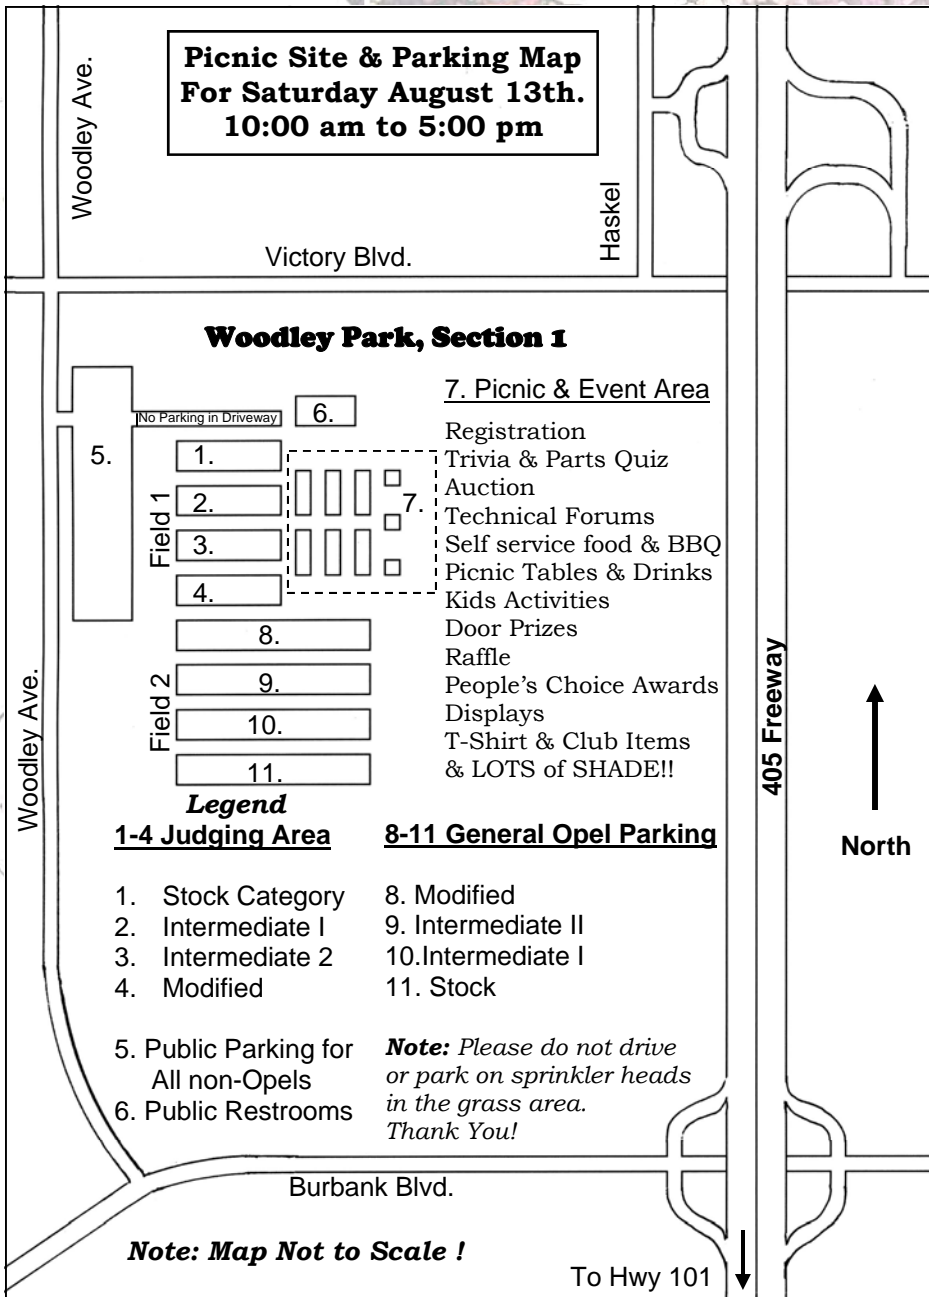 Picnic Site & Parking Map
For Saturday August 13th.
10:00 am to 5:00 pm
Woodley Ave.
Haskel
Victory Blvd.
Woodley Park, Section 1
No Parking in Driveway
6.
5.
Field 1
1.
2.
3.
4.
7.
7. Picnic & Event Area
Registration
Trivia & Parts Quiz
Auction
Technical Forums
Self service food & BBQ
Picnic Tables & Drinks
Kids Activities
Door Prizes
Raffle
People's Choice Awards
Displays
T-Shirt & Club Items
& LOTS of SHADE!!
Field 2
8.
9.
10.
11.
Woodley Ave.
405 Freeway
North
Legend
1-4 Judging Area
1. Stock Category
2. Intermediate I
3. Intermediate 2
4. Modified
5. Public Parking for
All non-Opels
6. Public Restrooms
8-11 General Opel Parking
8. Modified
9. Intermediate II
10.Intermediate I
11. Stock
Note: Please do not drive
or park on sprinkler heads
in the grass area.
Thank You!
Burbank Blvd.
Note: Map Not to Scale !
To Hwy 101